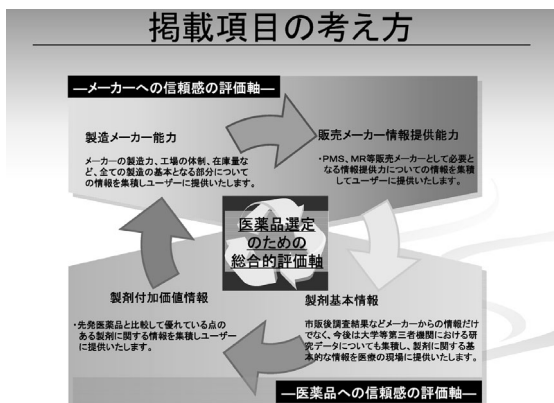 掲載項目の考え方
―メーカーへの信頼感の評価軸―
製造メーカー能力
メーカーの製造力、工場の体制、在庫量な
ど、全ての製造の基本となる部分について
の情報を集積しユーザーに提供いたします。
販売メーカー情報提供能力
・PMS、MR等販売メーカーとして必要と
なる情報提供力についての情報を集積
してユーザーに提供いたします。
医薬品選定
のための
総合的評価軸
製剤付加価値情報
・先発医薬品と比較して優れている点の
ある製剤に関する情報を集積しユーザー
に提供いたします。
製剤基本情報
市販後調査結果などメーカーからの情報だけ
でなく、今後は大学等第三者機関における研
究データについても集積し、製剤に関する基
本的な情報を医療の現場に提供いたします。
―医薬品への信頼感の評価軸―